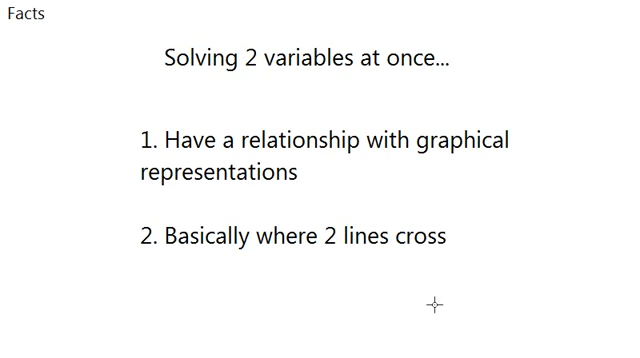 Facts
Solving 2 variables at once...
1. Have a relationship with graphical
representations
2. Basically where 2 lines cross